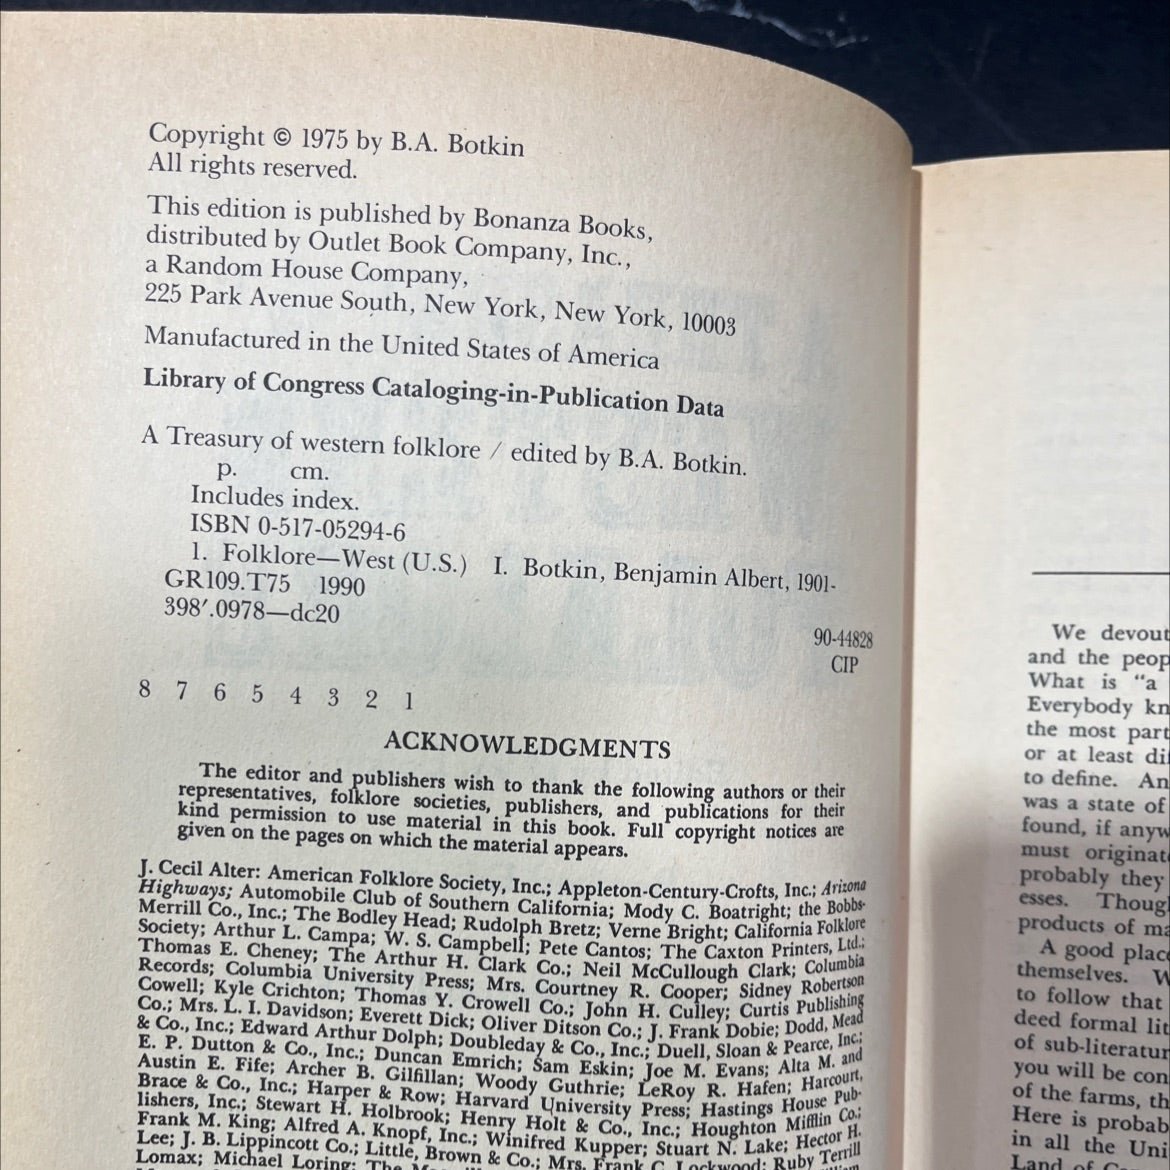 Copyright © 1975 by B.A. Botkin
All rights reserved.
This edition is published by Bonanza Books,
distributed by Outlet Book Company, Inc.,
a Random House Company,
225 Park Avenue South, New York, New York, 10003
Manufactured in the United States of America
Library of Congress Cataloging-in-Publication Data
A Treasury of western folklore / edited by B.A. Botkin.
p. cm.
Includes index.
ISBN 0-517-05294-6
1. Folklore—West (U.S.) I. Botkin, Benjamin Albert, 1901-
GR109.T75 1990
398′.0978—dc20
90-44828
CIP
8 7 6 5 4 3 2 1
ACKNOWLEDGMENTS
The editor and publishers wish to thank the following authors or their
representatives, folklore societies, publishers, and publications for their
kind permission to use material in this book. Full copyright notices are
given on the pages on which the material appears.
J. Cecil Alter: American Folklore Society, Inc.; Appleton-Century-Crofts, Inc.; Arizona
Highways; Automobile Club of Southern California; Mody C. Boatright; the Bobbs-
Merrill Co., Inc.; The Bodley Head; Rudolph Bretz; Verne Bright; California Folklore
Society; Arthur L. Campa; W. S. Campbell; Pete Cantos; The Caxton Printers, Ltd.;
Thomas E. Cheney; The Arthur H. Clark Co.; Neil McCullough Clark; Columbia
Records; Columbia University Press; Mrs. Courtney R. Cooper; Sidney Robertson
Cowell; Kyle Crichton; Thomas Y. Crowell Co.; John H. Culley; Curtis Publishing
Co.; Mrs. L. I. Davidson; Everett Dick; Oliver Ditson Co.; J. Frank Dobie; Dodd, Mead
& Co., Inc.; Edward Arthur Dolph; Doubleday & Co., Inc.; Duell, Sloan & Pearce, Inc.;
E. P. Dutton & Co., Inc.; Duncan Emrich; Sam Eskin; Joe M. Evans; Alta M. and
Austin E. Fife; Archer B. Gilfillan; Woody Guthrie; LeRoy R. Hafen; Harcourt,
Brace & Co., Inc.; Harper & Row; Harvard University Press; Hastings House Pub-
lishers, Inc.; Stewart H. Holbrook; Henry Holt & Co., Inc.; Houghton Mifflin Co.;
Frank M. King; Alfred A. Knopf, Inc.; Winifred Kupper; Stuart N. Lake; Hector H.
Lee; J. B. Lippincott Co.; Little, Brown & Co.; Mrs. Frank C. Lockwood; Ruby Terrill
Lomax; Michael Loring; The
We devout
and the peop
What is “a
Everybody kn
the most part
or at least dif
to define. An
was a state of
found, if anyw
must originat
probably they
esses. Thoug
products of ma
A good place
themselves. W
to follow that
deed formal lit
of sub-literatur
you will be con
of the farms, th
Here is probab
in all the Uni
Land of